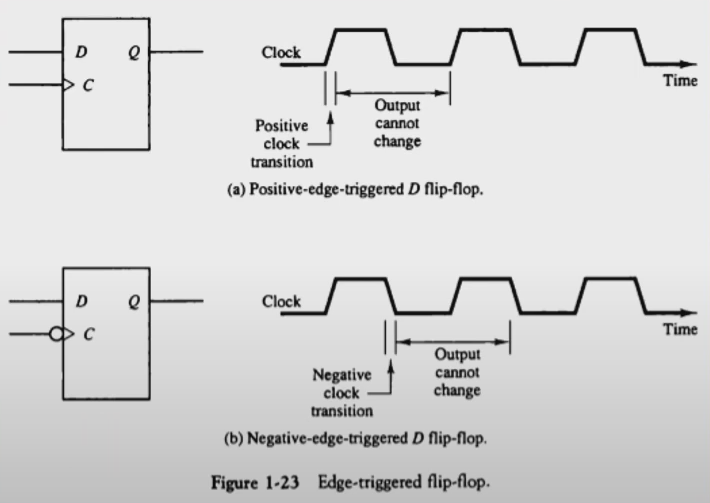 D Q
C
Clock
Time
Positive
clock
transition
Output
cannot
change
(a) Positive-edge-triggered D flip-flop.
D Q
C
Clock
Time
Negative
clock
transition
Output
cannot
change
(b) Negative-edge-triggered D flip-flop.
Figure 1-23 Edge-triggered flip-flop.